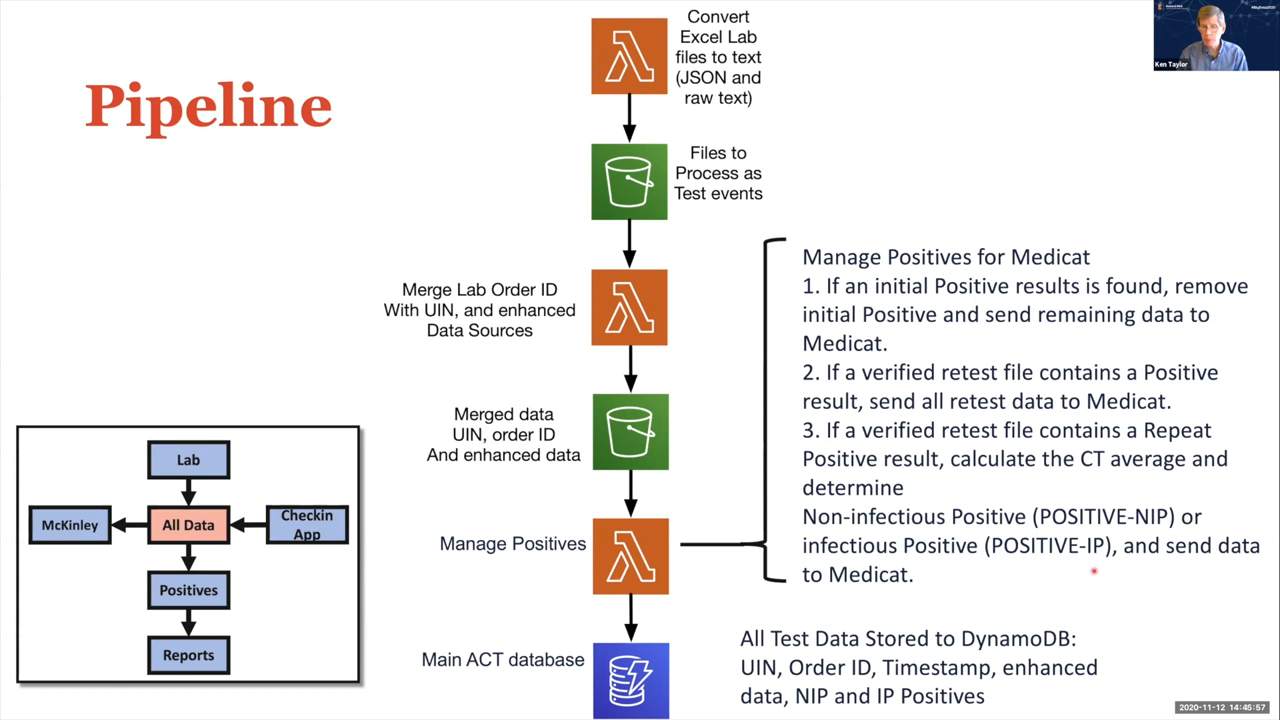 Pipeline
Convert
Excel Lab
files to text
(JSON and
raw text)
Files to
Process as
Test events
Merge Lab Order ID
With UIN, and enhanced
Data Sources
Merged data
UIN, order ID
And enhanced data
Manage Positives
Main ACT database
Manage Positives for Medicat
1. If an initial Positive results is found, remove
initial Positive and send remaining data to
Medicat.
2. If a verified retest file contains a Positive
result, send all retest data to Medicat.
3. If a verified retest file contains a Repeat
Positive result, calculate the CT average and
determine
Non-infectious Positive (POSITIVE-NIP) or
infectious Positive (POSITIVE-IP), and send data
to Medicat.
All Test Data Stored to DynamoDB:
UIN, Order ID, Timestamp, enhanced
data, NIP and IP Positives
Lab
McKinley
All Data
Checkin
App
Positives
Reports
Ken Taylor
2020-11-12 14:45:57